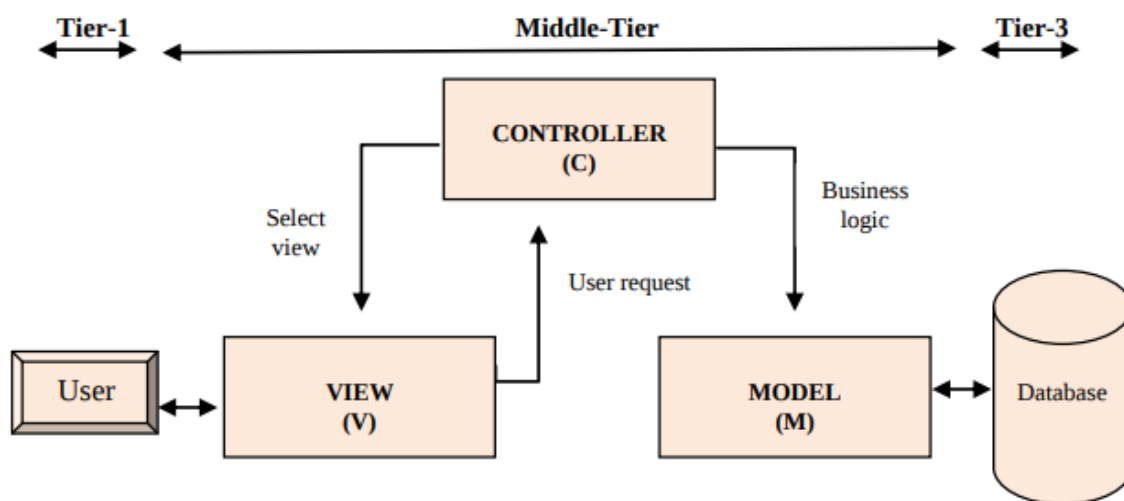 Tier-1
Middle-Tier
Tier-3
CONTROLLER
(C)
Select
view
Business
logic
User request
User
VIEW
(V)
MODEL
(M)
Database